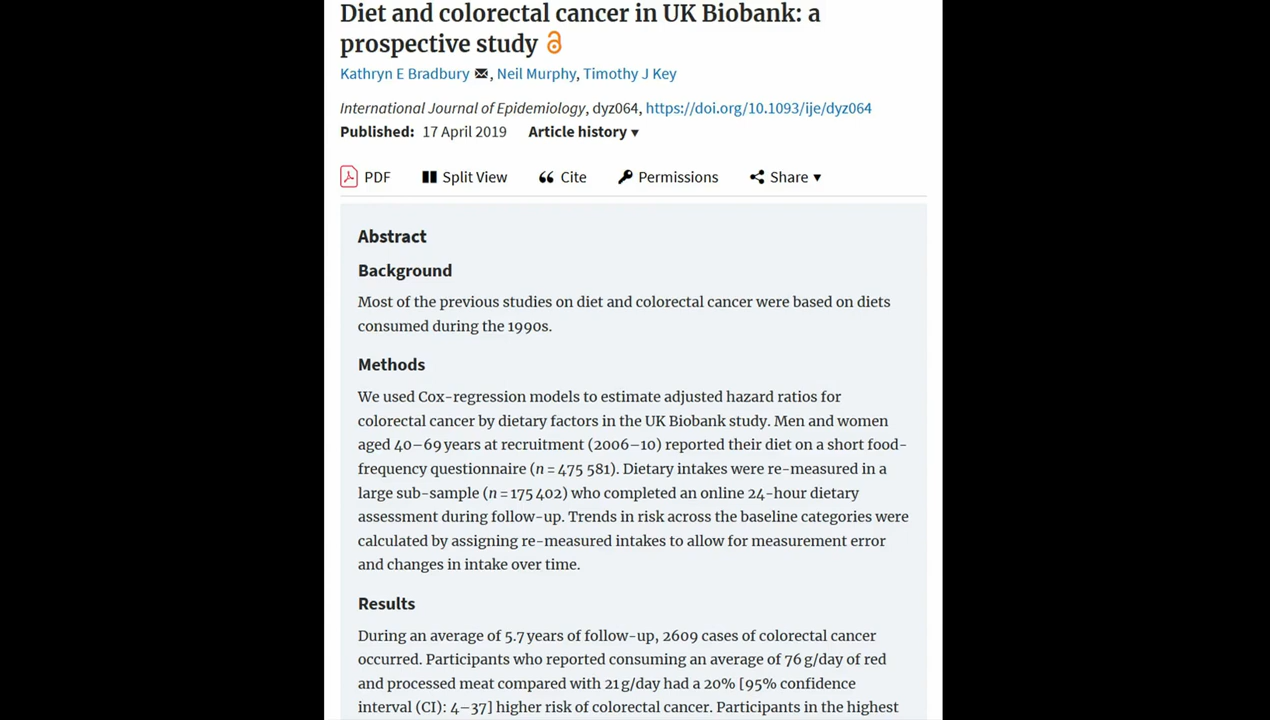 Diet and colorectal cancer in UK Biobank: a
prospective study
Kathryn E Bradbury, Neil Murphy, Timothy J Key
International Journal of Epidemiology, dyz064, https://doi.org/10.1093/ije/dyz064
Published: 17 April 2019 Article history ▾
PDF Split View Cite Permissions Share ▾
Abstract
Background
Most of the previous studies on diet and colorectal cancer were based on diets
consumed during the 1990s.
Methods
We used Cox-regression models to estimate adjusted hazard ratios for
colorectal cancer by dietary factors in the UK Biobank study. Men and women
aged 40–69 years at recruitment (2006–10) reported their diet on a short food-
frequency questionnaire (n = 475 581). Dietary intakes were re-measured in a
large sub-sample (n = 175 402) who completed an online 24-hour dietary
assessment during follow-up. Trends in risk across the baseline categories were
calculated by assigning re-measured intakes to allow for measurement error
and changes in intake over time.
Results
During an average of 5.7 years of follow-up, 2609 cases of colorectal cancer
occurred. Participants who reported consuming an average of 76 g/day of red
and processed meat compared with 21 g/day had a 20% [95% confidence
interval (CI): 4–37] higher risk of colorectal cancer. Participants in the highest